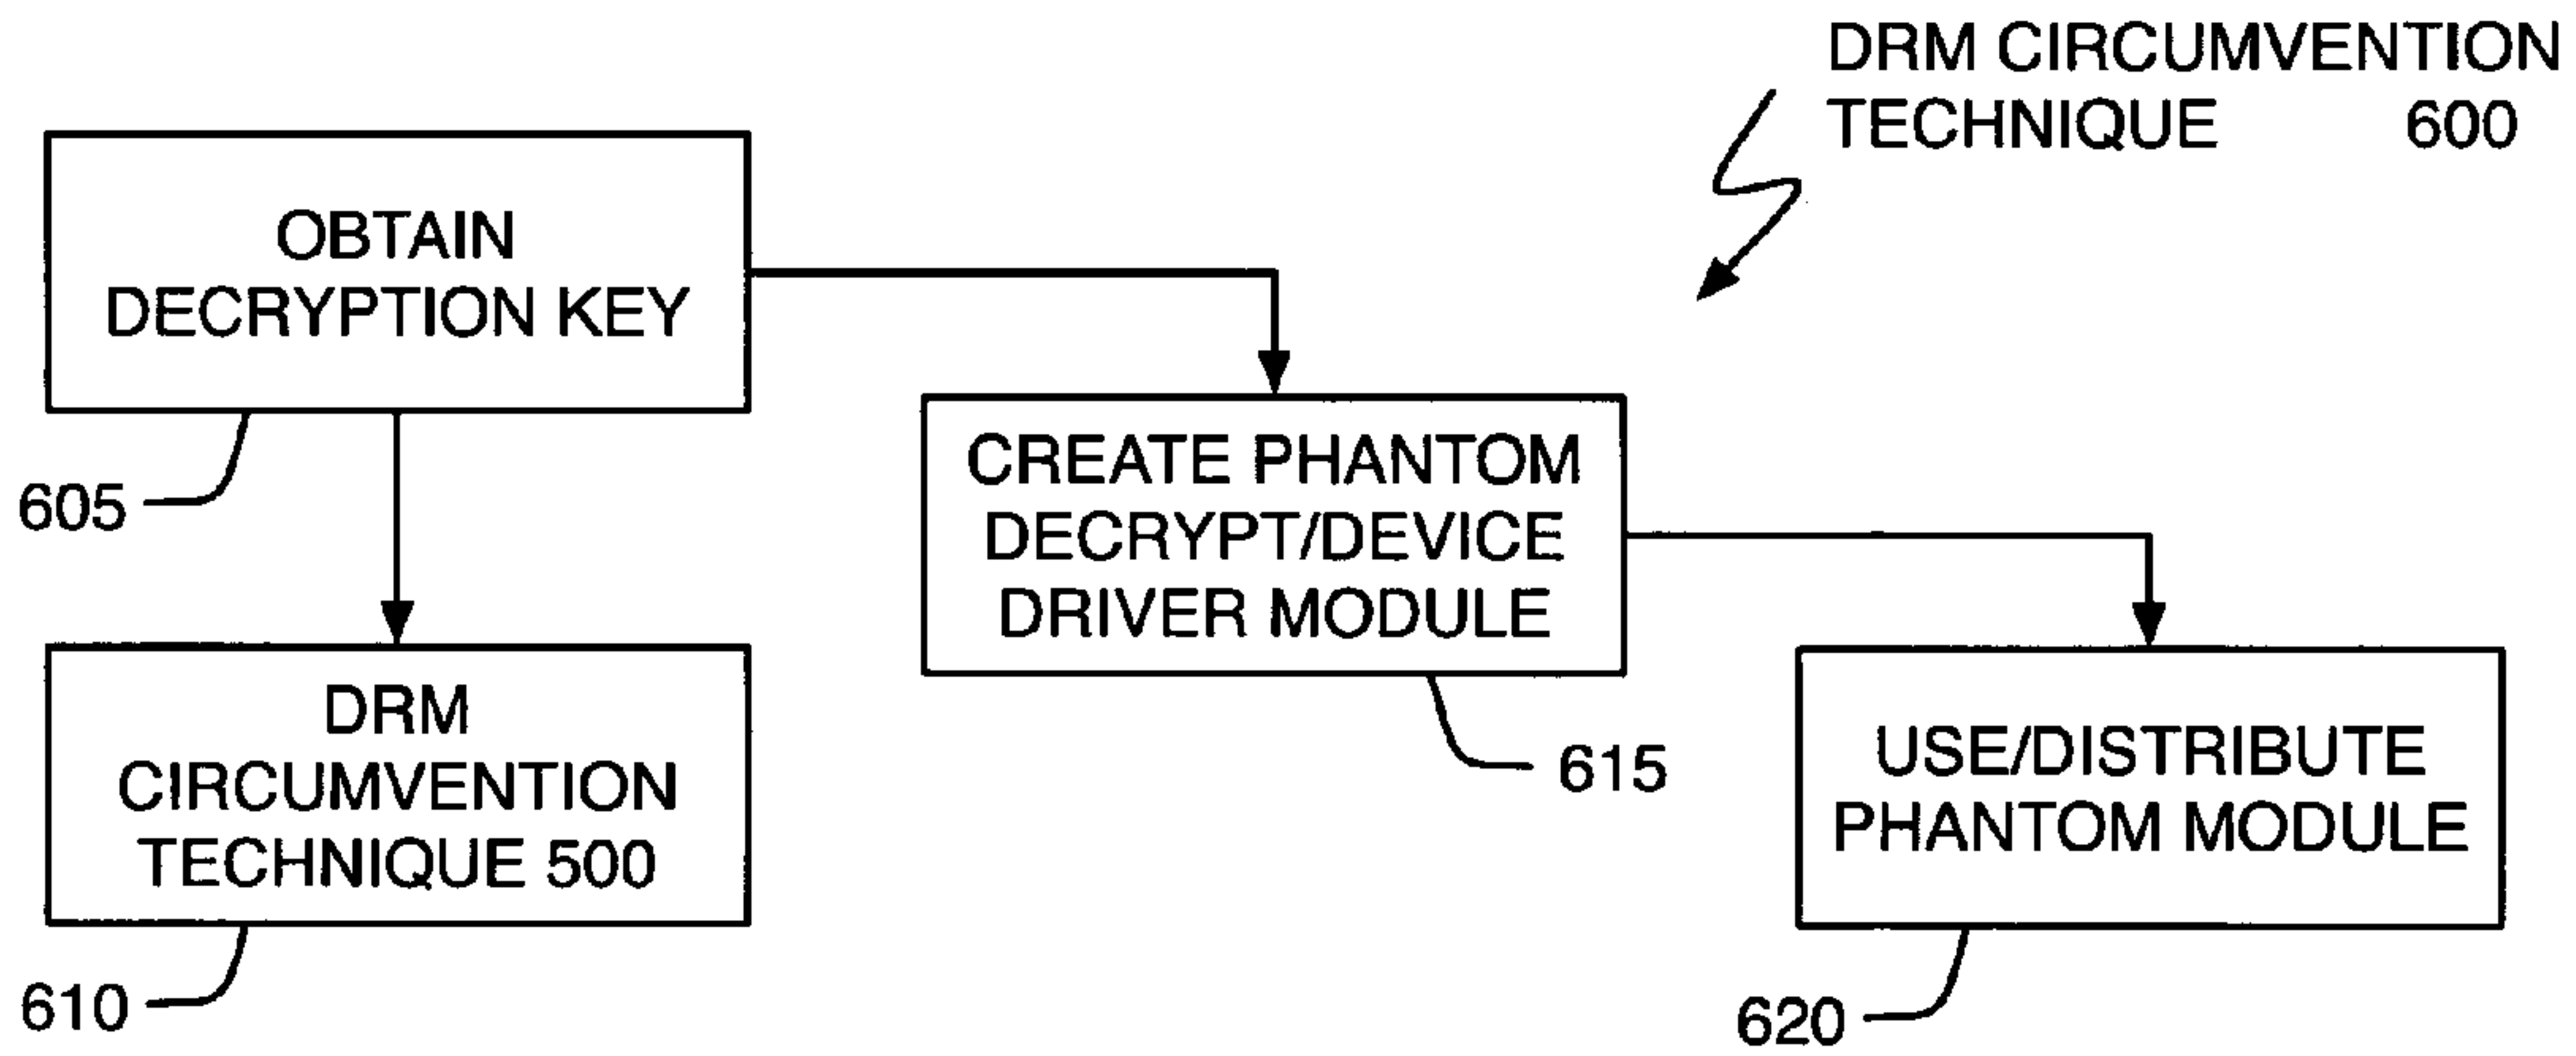 DRM CIRCUMVENTION
TECHNIQUE 600
OBTAIN
DECRYPTION KEY
605
CREATE PHANTOM
DECRYPT/DEVICE
DRIVER MODULE
615
DRM
CIRCUMVENTION
TECHNIQUE 500
610
USE/DISTRIBUTE
PHANTOM MODULE
620